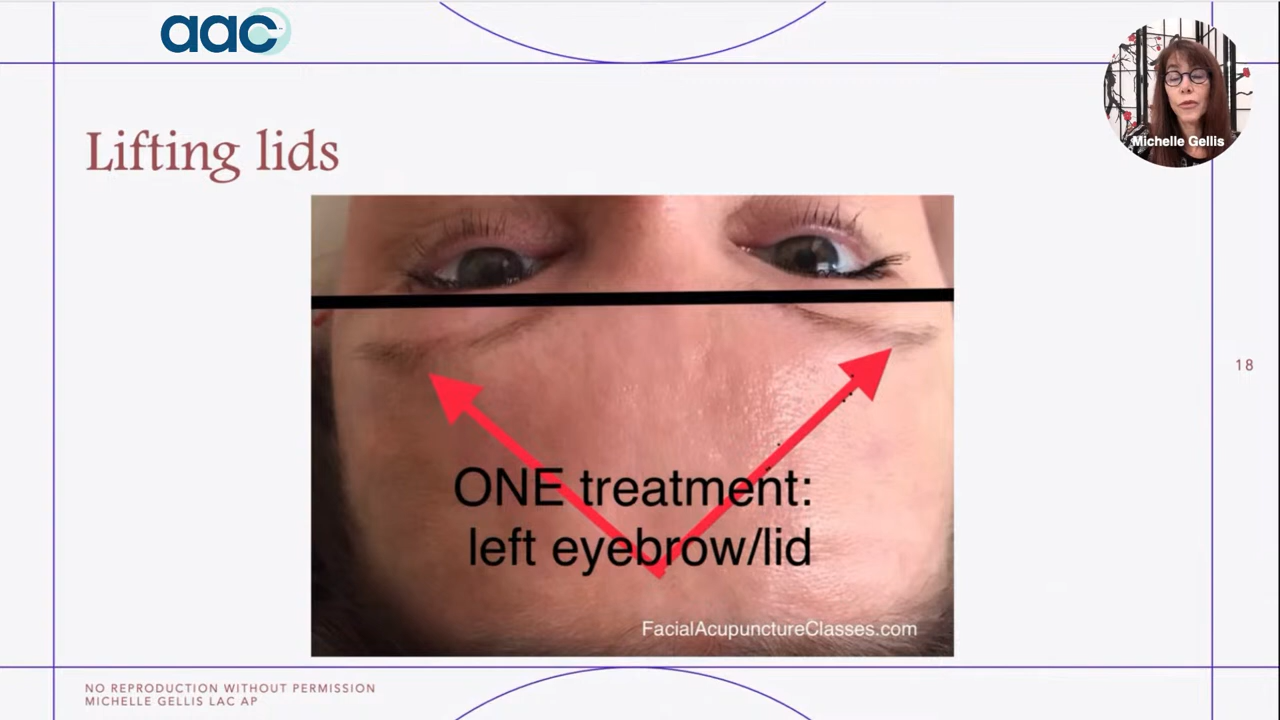 aac
Michelle Gellis
Lifting lids
18
ONE treatment:
left eyebrow/lid
FacialAcupunctureClasses.com
NO REPRODUCTION WITHOUT PERMISSION
MICHELLE GELLIS LAC AP